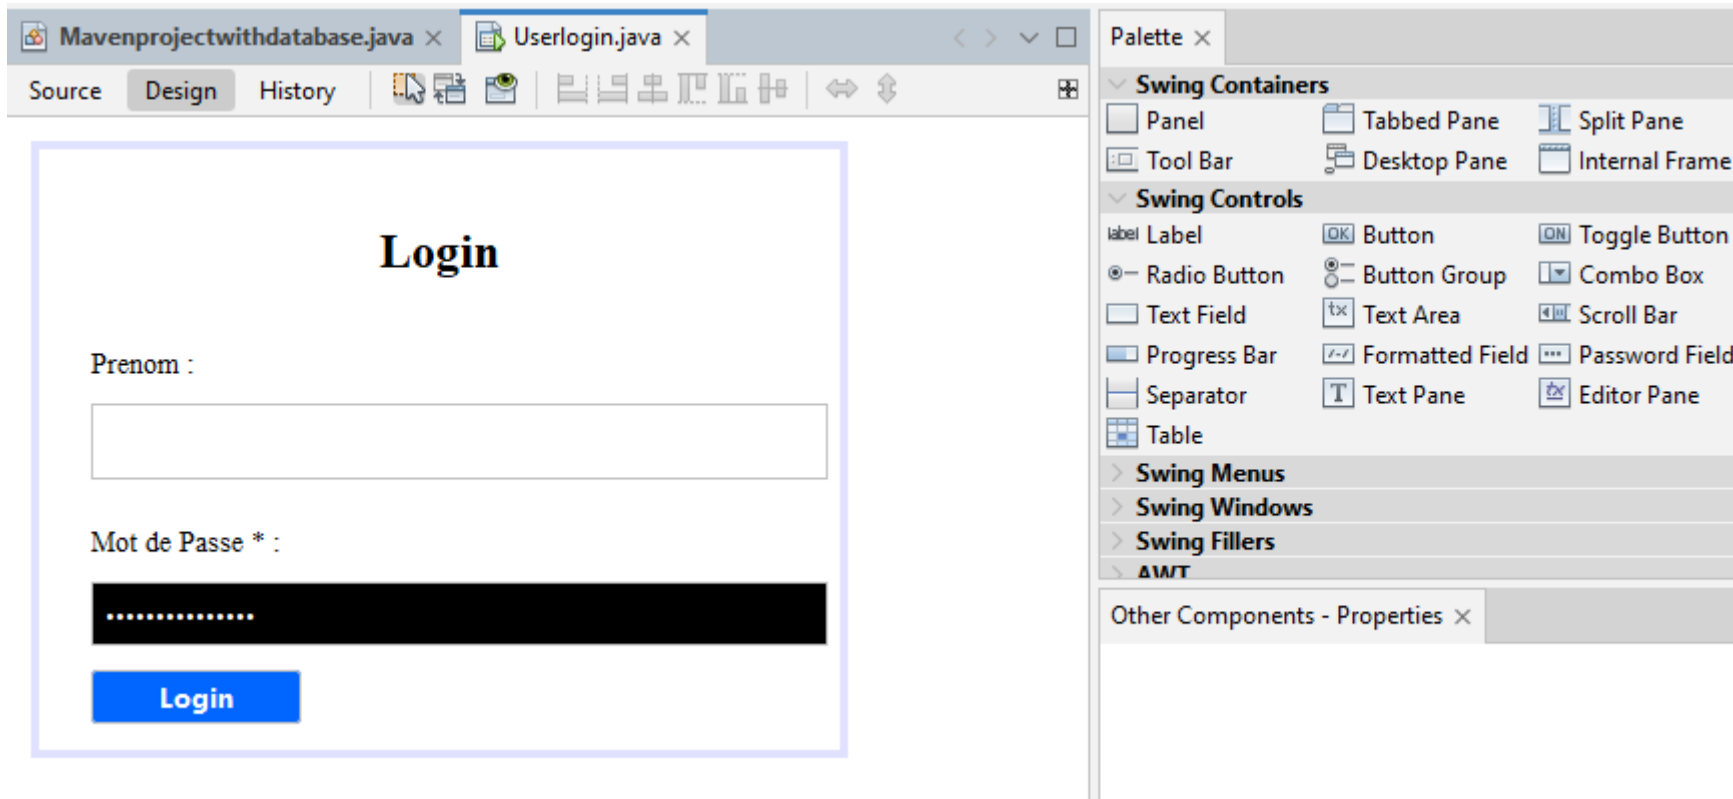 Mavenprojectwithdatabase.java
Userlogin.java
Source Design History
Login
Prenom :
Mot de Passe * :
...............
Login
Palette
Swing Containers
Panel Tabbed Pane Split Pane
Tool Bar Desktop Pane Internal Frame
Swing Controls
label Label OK Button ON Toggle Button
Radio Button Button Group Combo Box
Text Field tx Text Area Scroll Bar
Progress Bar Formatted Field Password Field
Separator T Text Pane tx Editor Pane
Table
Swing Menus
Swing Windows
Swing Fillers
AWT
Other Components - Properties